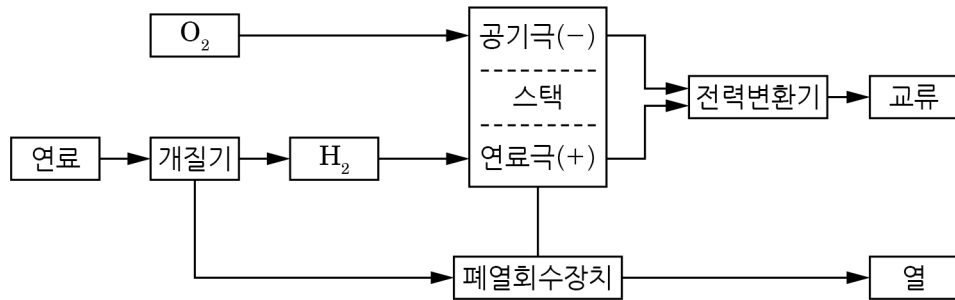 O₂
공기극(−)
스택
연료극(+)
전력변환기
교류
연료
개질기
H₂
폐열회수장치
열